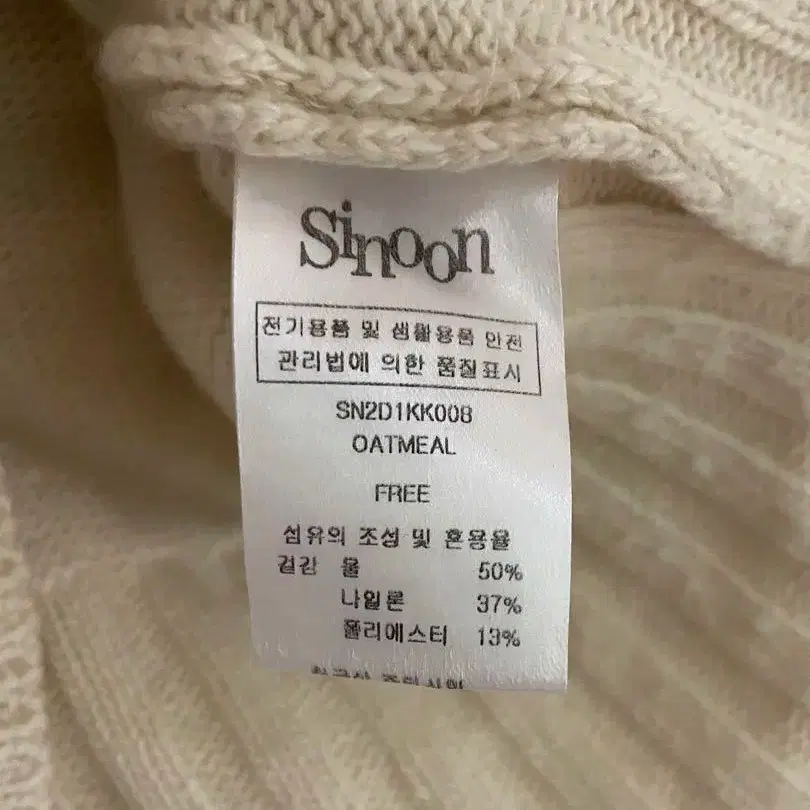 Sinoon
전기용품 및 생활용품 안전
관리법에 의한 품질표시
SN2D1KK008
OATMEAL
FREE
섬유의 조성 및 혼용율
겉감 울 50%
나일론 37%
폴리에스터 13%